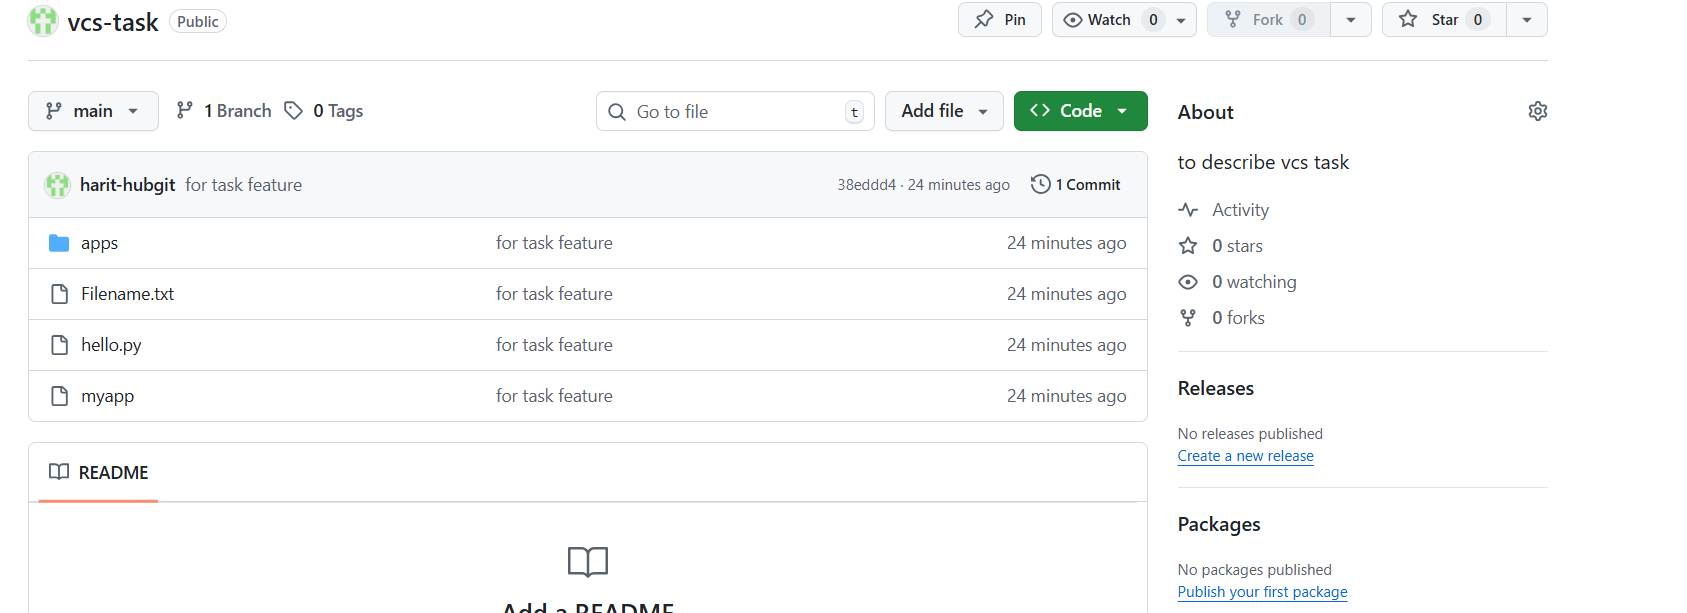 vcs-task Public Pin Watch 0 Fork 0 Star 0
main 1 Branch 0 Tags Go to file t Add file Code
harit-hubgit for task feature 38eddd4 · 24 minutes ago 1 Commit
apps for task feature 24 minutes ago
Filename.txt for task feature 24 minutes ago
hello.py for task feature 24 minutes ago
myapp for task feature 24 minutes ago
README
Add a README
About
to describe vcs task
Activity
0 stars
0 watching
0 forks
Releases
No releases published
Create a new release
Packages
No packages published
Publish your first package